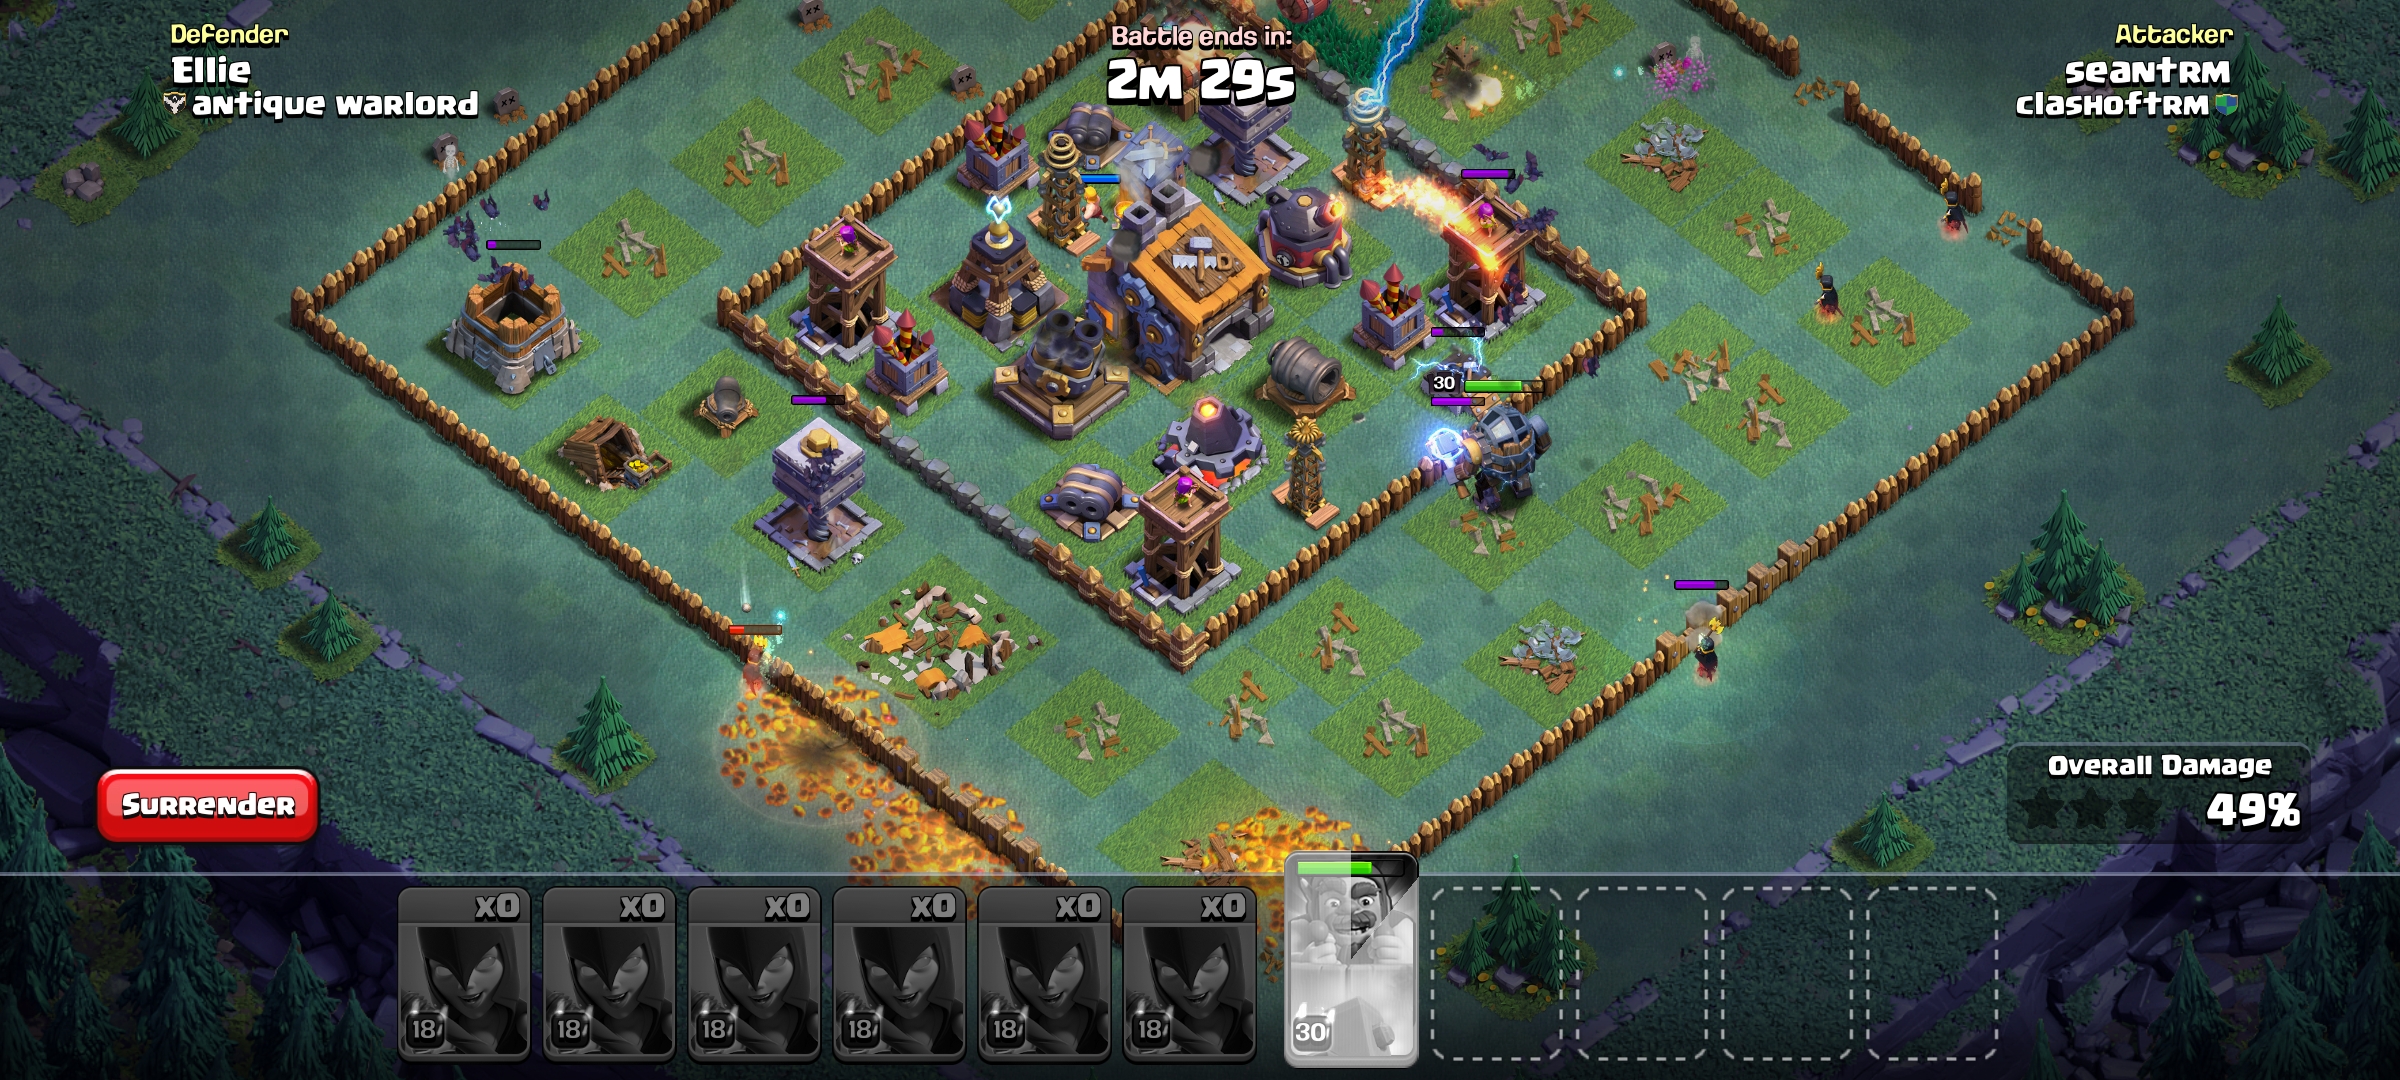 Defender
Ellie
antique warlord
Battle ends in:
2M 29s
Attacker
seantrm
clashoftrm
30
Surrender
Overall Damage
49%
x0
x0
x0
x0
x0
x0
18
18
18
18
18
18
30